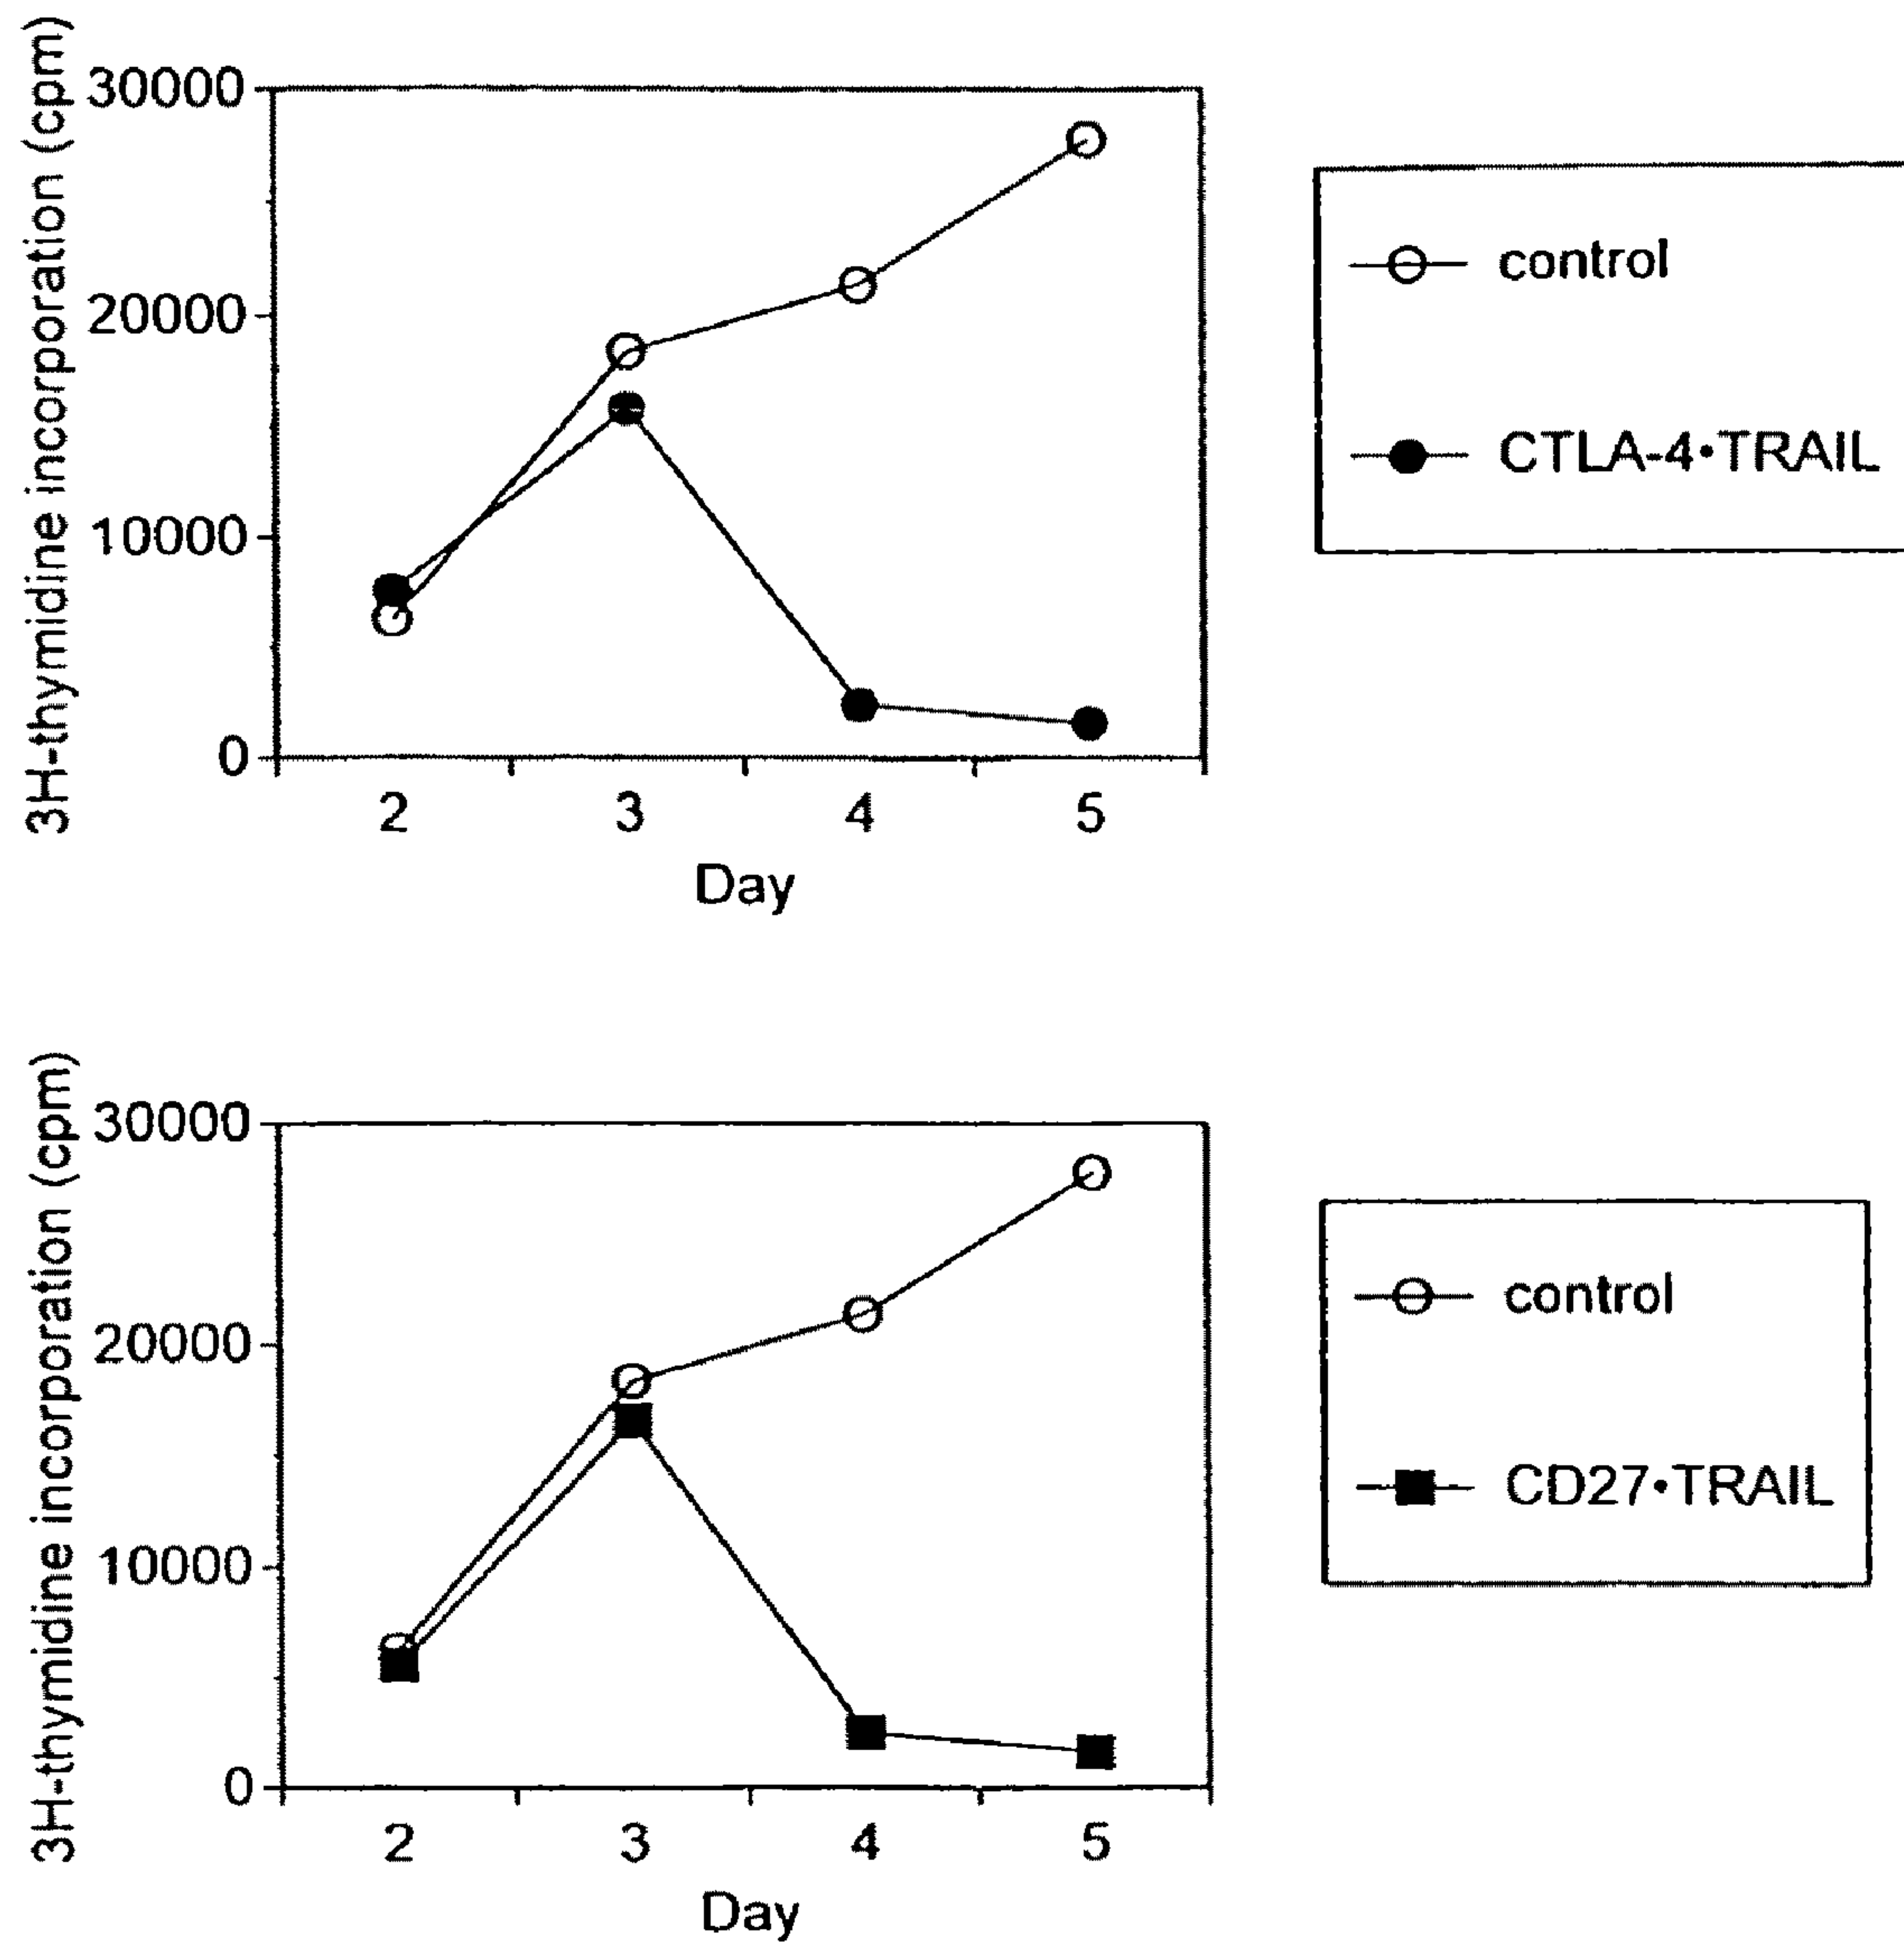 3H-thymidine incorporation (cpm)
30000
20000
10000
0
2 3 4 5
Day
control
CTLA-4•TRAIL
3H-thymidine incorporation (cpm)
30000
20000
10000
0
2 3 4 5
Day
control
CD27•TRAIL